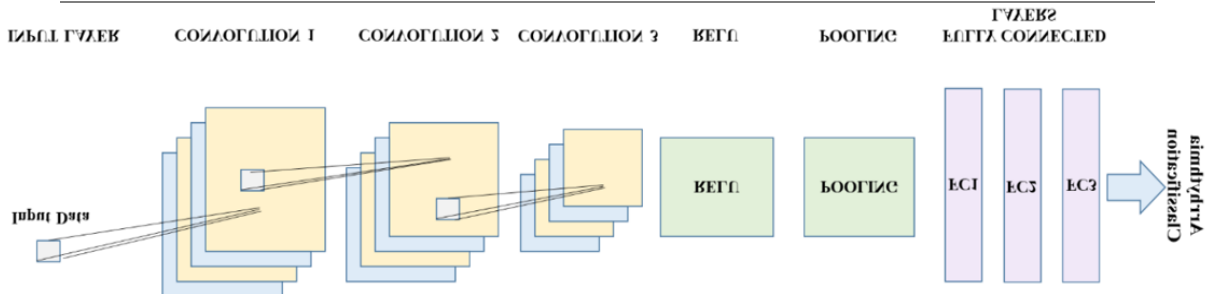 INPUT LAYER
CONVOLUTION 1
CONVOLUTION 2
CONVOLUTION 3
RELU
POOLING
FULLY CONNECTED
LAYERS
Input Data
RELU
POOLING
FC1
FC2
FC3
Arrhythmia
Classification